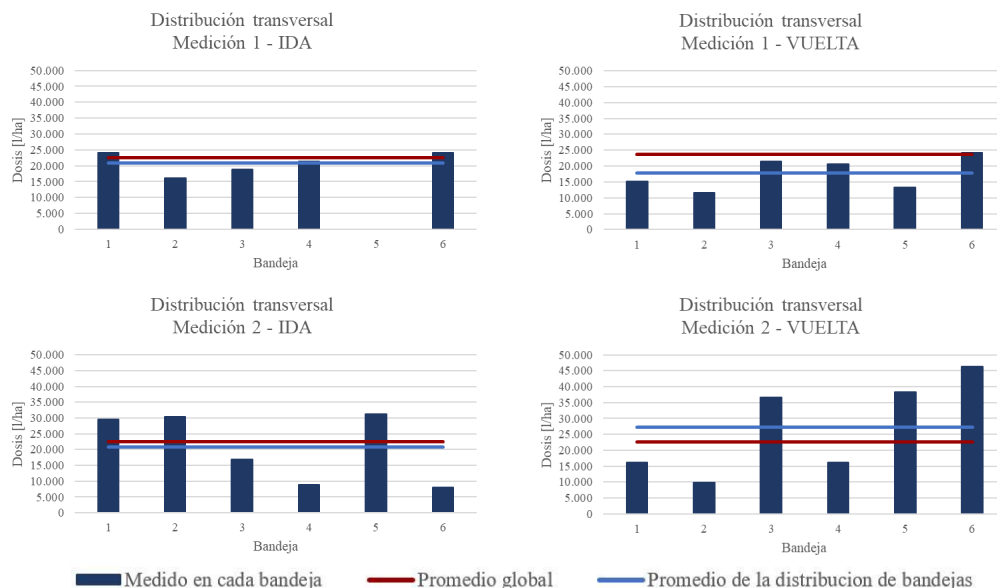 Distribución transversal
Medición 1 - IDA
Dosis [l/ha]
50.000
45.000
40.000
35.000
30.000
25.000
20.000
15.000
10.000
5.000
0
1 2 3 4 5 6
Bandeja
Distribución transversal
Medición 1 - VUELTA
Dosis [l/ha]
50.000
45.000
40.000
35.000
30.000
25.000
20.000
15.000
10.000
5.000
0
1 2 3 4 5 6
Bandeja
Distribución transversal
Medición 2 - IDA
Dosis [l/ha]
50.000
45.000
40.000
35.000
30.000
25.000
20.000
15.000
10.000
5.000
0
1 2 3 4 5 6
Bandeja
Distribución transversal
Medición 2 - VUELTA
Dosis [l/ha]
50.000
45.000
40.000
35.000
30.000
25.000
20.000
15.000
10.000
5.000
0
1 2 3 4 5 6
Bandeja
Medido en cada bandeja Promedio global Promedio de la distribucion de bandejas